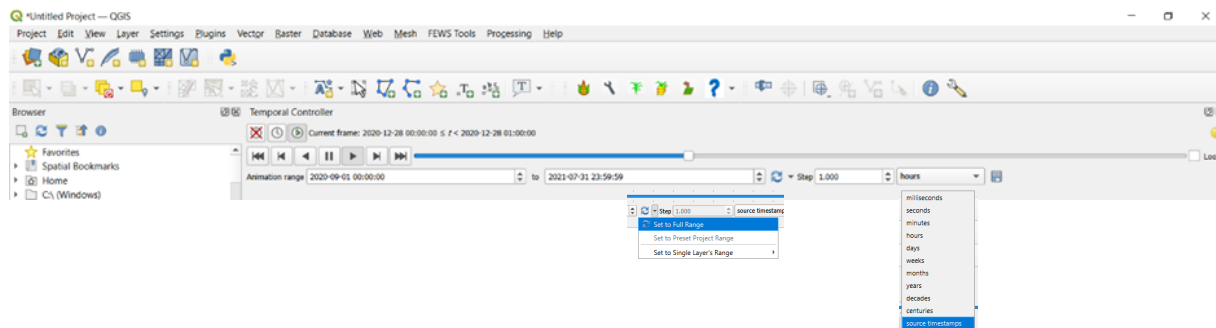 *Untitled Project — QGIS
Project Edit View Layer Settings Plugins Vector Raster Database Web Mesh FEWS Tools Processing Help
Browser
Temporal Controller
Current frame: 2020-12-28 00:00:00 ≤ t < 2020-12-28 01:00:00
Favorites
Spatial Bookmarks
Home
C:\ (Windows)
Loo
Animation range 2020-09-01 00:00:00 to 2021-07-31 23:59:59 Step 1.000 hours
Step 1.000 source timestamp
Set to Full Range
Set to Preset Project Range
Set to Single Layer's Range
milliseconds
seconds
minutes
hours
days
weeks
months
years
decades
centuries
source timestamps